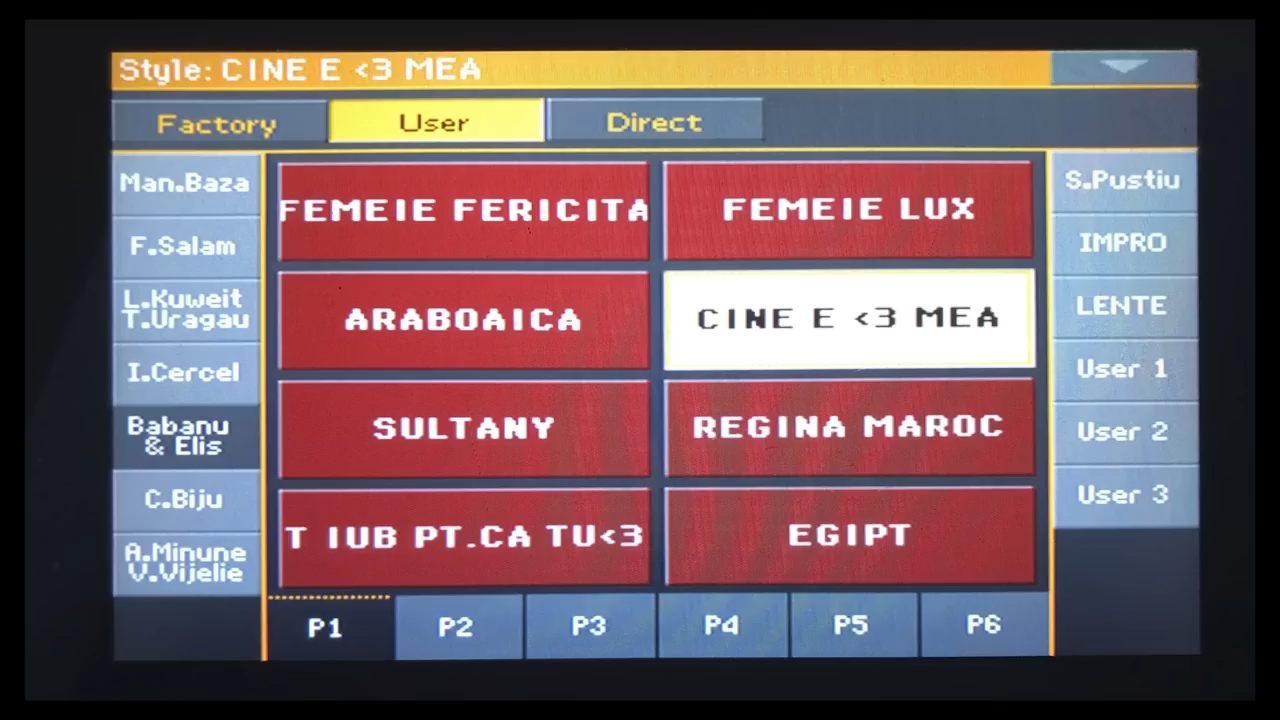 Style: CINE E <3 MEA
Factory
User
Direct
Man.Baza
F.Salam
L.Kuweit
T.Uragau
I.Cercel
Babanu
& Elis
C.Biju
A.Minune
V.Vijelie
FEMEIE FERICITA
FEMEIE LUX
ARABOAICA
CINE E <3 MEA
SULTANY
REGINA MAROC
T IUB PT.CA TU<3
EGIPT
S.Pustiu
IMPRO
LENTE
User 1
User 2
User 3
P1
P2
P3
P4
P5
P6